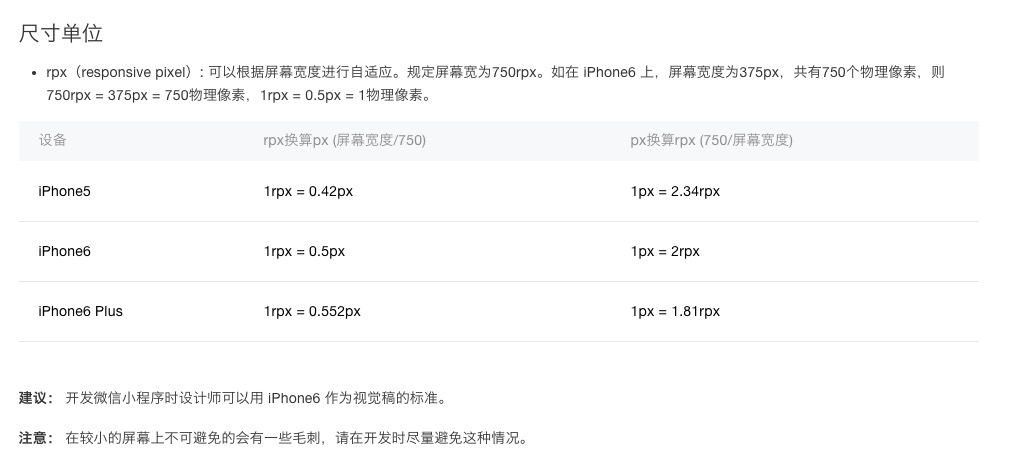 尺寸单位
• rpx（responsive pixel）: 可以根据屏幕宽度进行自适应。规定屏幕宽为750rpx。如在 iPhone6 上，屏幕宽度为375px，共有750个物理像素，则
750rpx = 375px = 750物理像素，1rpx = 0.5px = 1物理像素。
设备 rpx换算px (屏幕宽度/750) px换算rpx (750/屏幕宽度)
iPhone5 1rpx = 0.42px 1px = 2.34rpx
iPhone6 1rpx = 0.5px 1px = 2rpx
iPhone6 Plus 1rpx = 0.552px 1px = 1.81rpx
建议： 开发微信小程序时设计师可以用 iPhone6 作为视觉稿的标准。
注意： 在较小的屏幕上不可避免的会有一些毛刺，请在开发时尽量避免这种情况。